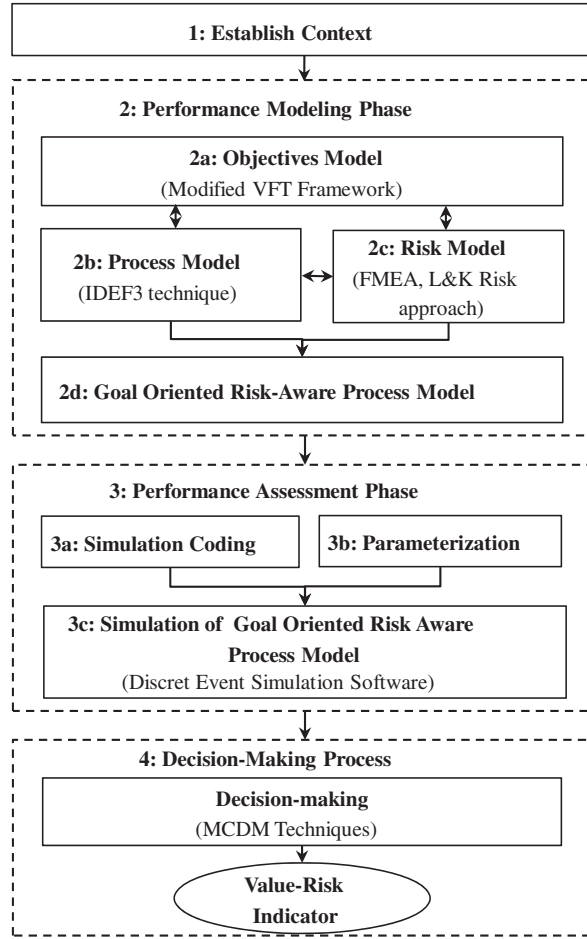 1: Establish Context
2: Performance Modeling Phase
2a: Objectives Model
(Modified VFT Framework)
2b: Process Model
(IDEF3 technique)
2c: Risk Model
(FMEA, L&K Risk
approach)
2d: Goal Oriented Risk-Aware Process Model
3: Performance Assessment Phase
3a: Simulation Coding
3b: Parameterization
3c: Simulation of Goal Oriented Risk Aware
Process Model
(Discret Event Simulation Software)
4: Decision-Making Process
Decision-making
(MCDM Techniques)
Value-Risk
Indicator